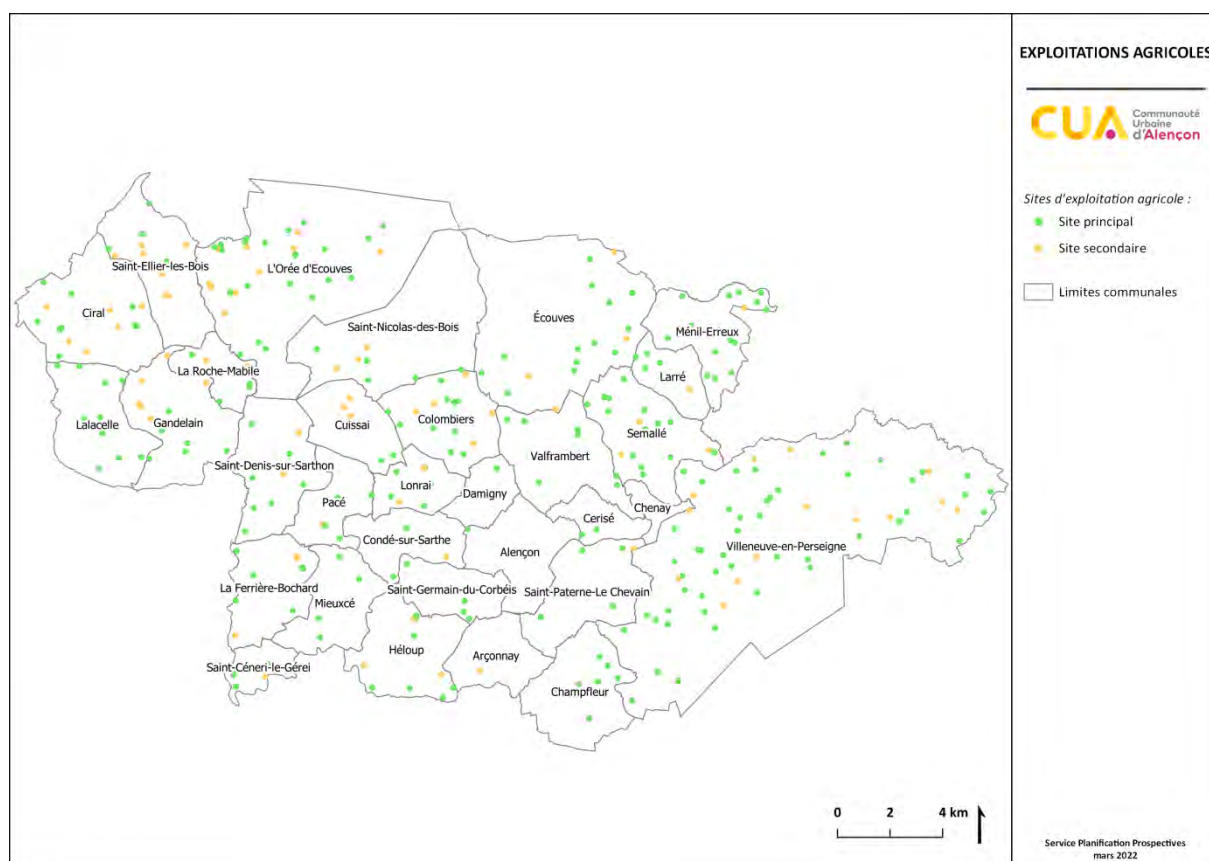 EXPLOITATIONS AGRICOLES
CUA Communauté
Urbaine
d'Alençon
Sites d'exploitation agricole :
Site principal
Site secondaire
Limites communales
Saint-Ellier-les-Bois
L'Orée d'Ecouves
Ciral
Écouves
Saint-Nicolas-des-Bois
Ménil-Erreux
La Roche-Mabile
Larré
Lalacelle
Gandelain
Cuissai
Colombiers
Semallé
Valframbert
Saint-Denis-sur-Sarthon
Lonrai
Damigny
Pacé
Chenay
Cerisé
Condé-sur-Sarthe
Alençon
Villeneuve-en-Perseigne
La Ferrière-Bochard
Saint-Germain-du-Corbéis
Saint-Paterne-Le Chevain
Mieuxcé
Héloup
Arçonnay
Saint-Céneri-le-Gérei
Champfleur
0 2 4 km
Service Planification Prospectives
mars 2022